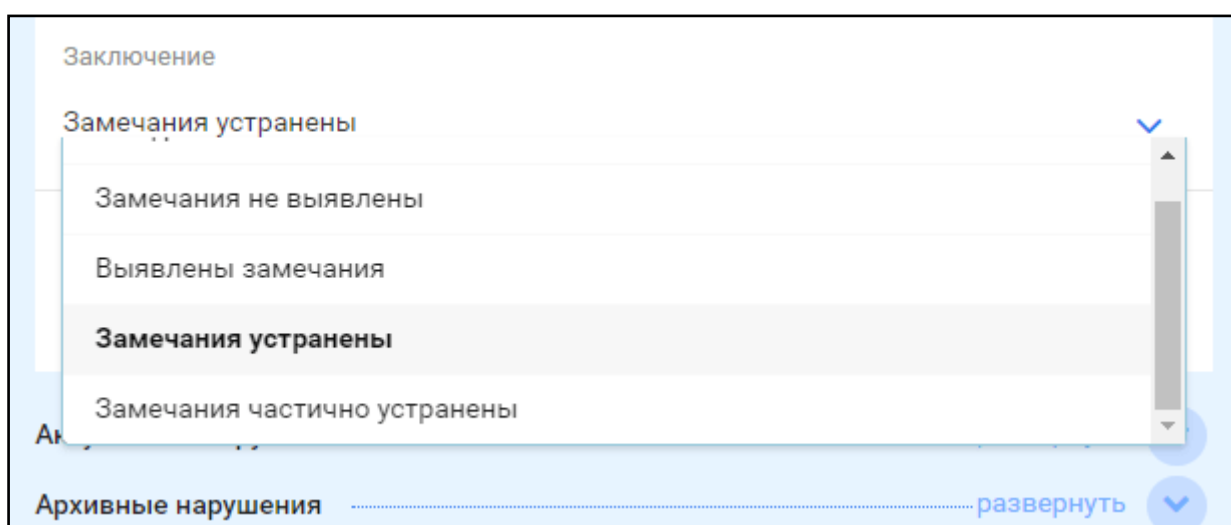 Заключение
Замечания устранены
Замечания не выявлены
Выявлены замечания
Замечания устранены
Замечания частично устранены
Архивные нарушения развернуть